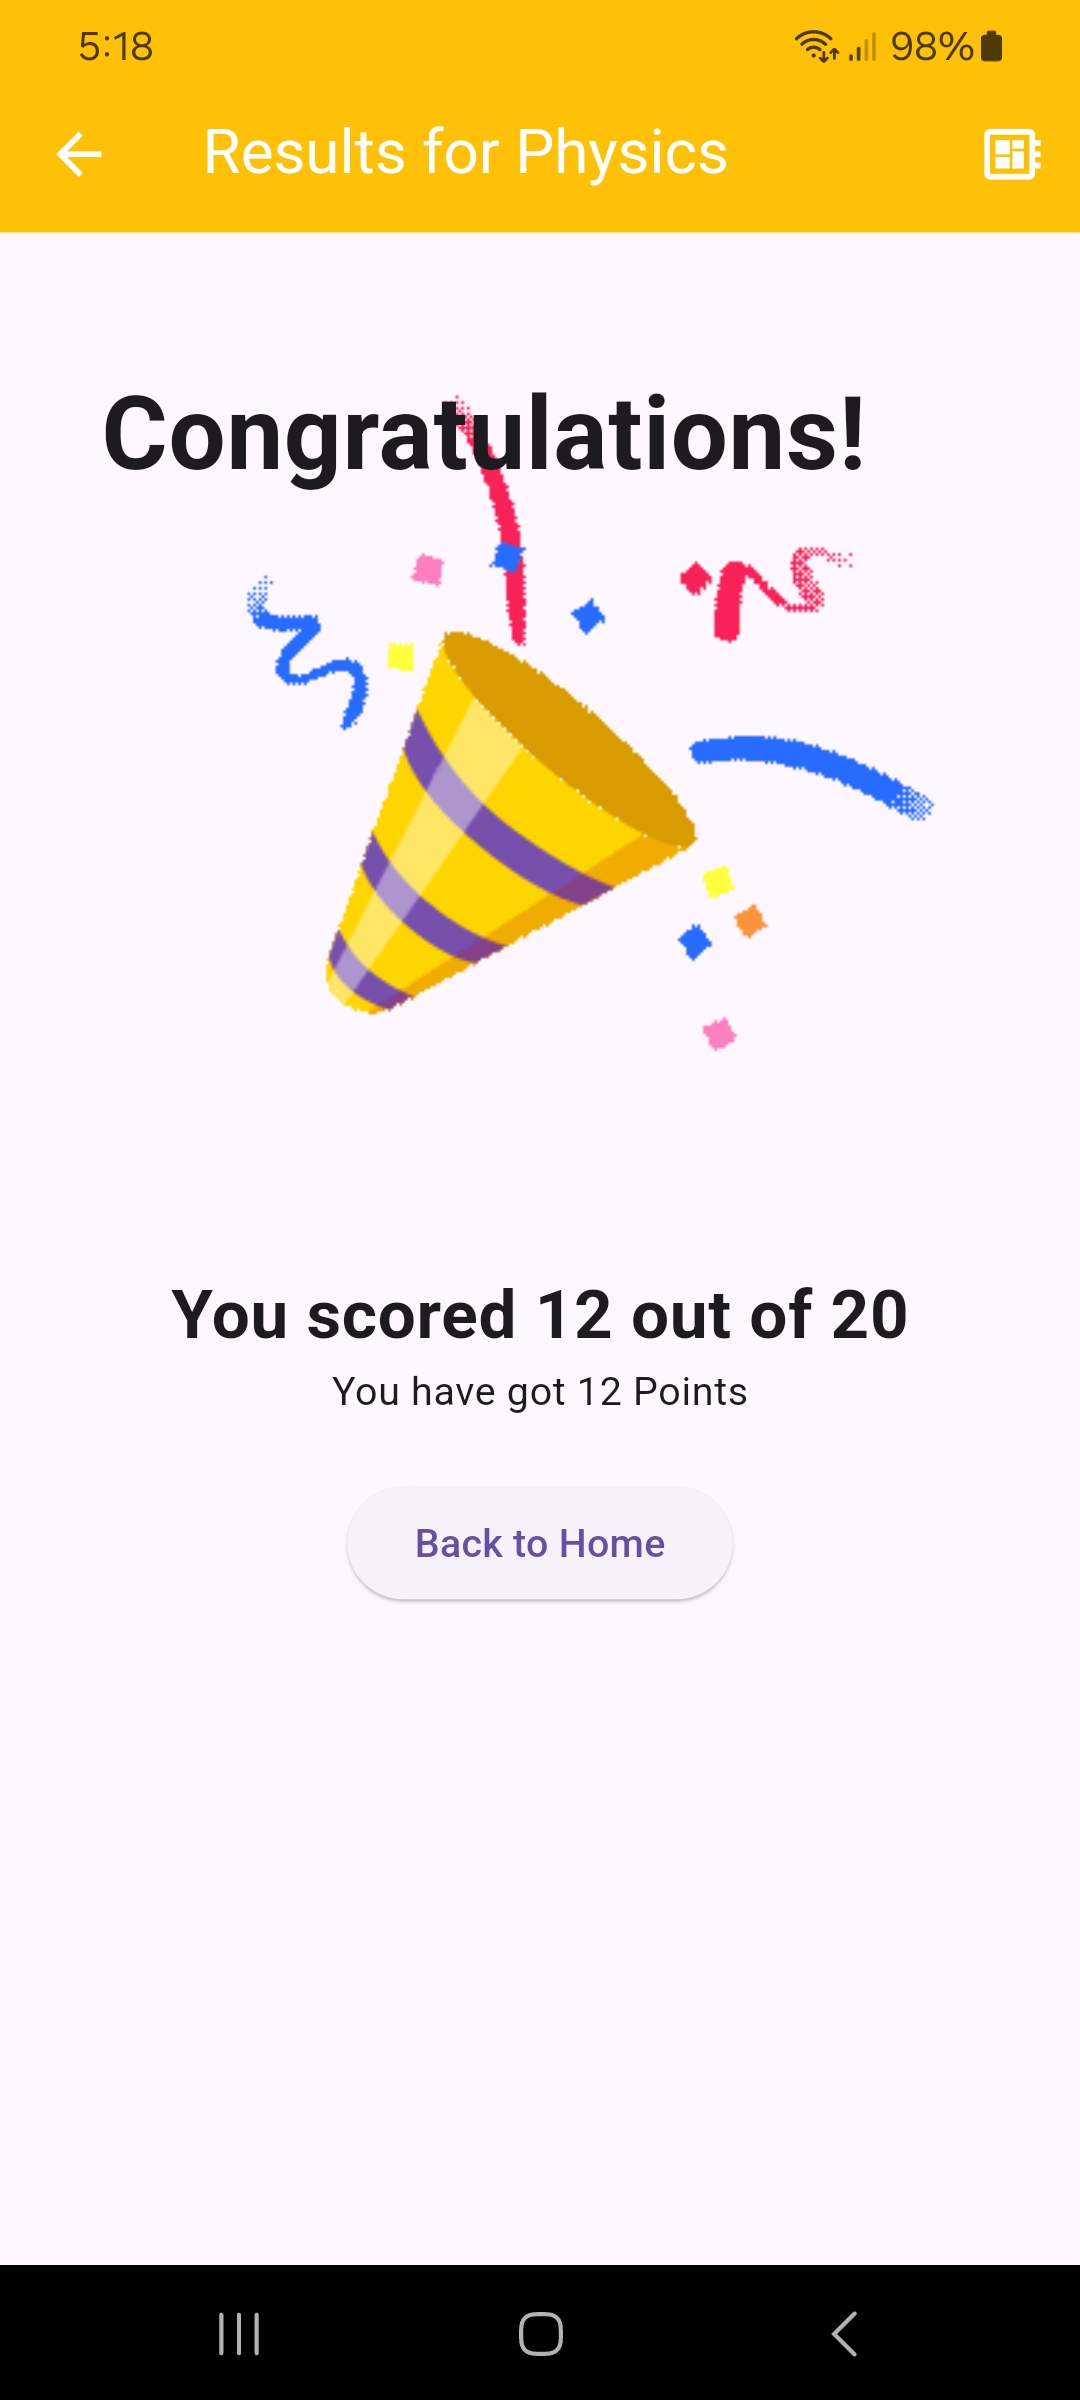 5:18
98%
Results for Physics
Congratulations!
You scored 12 out of 20
You have got 12 Points
Back to Home